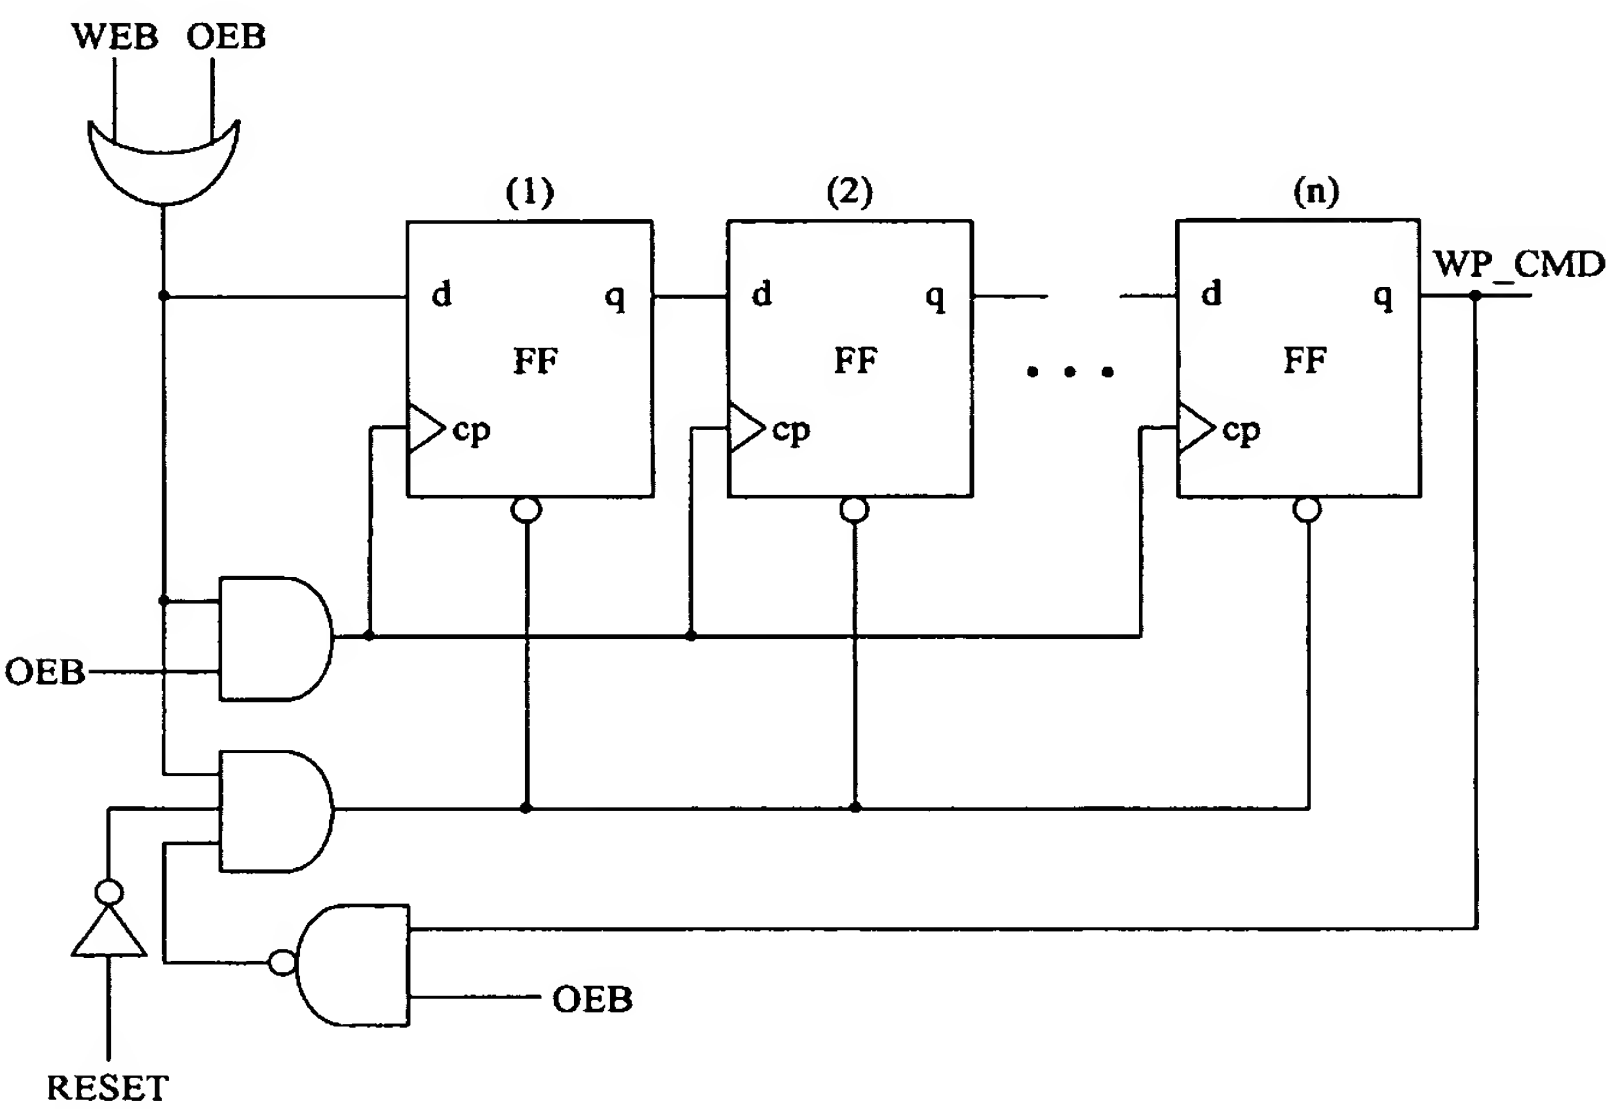 WEB OEB
(1) (2) (n)
WP_CMD
d q d q d q
FF FF FF
. . .
cp cp cp
OEB
OEB
RESET